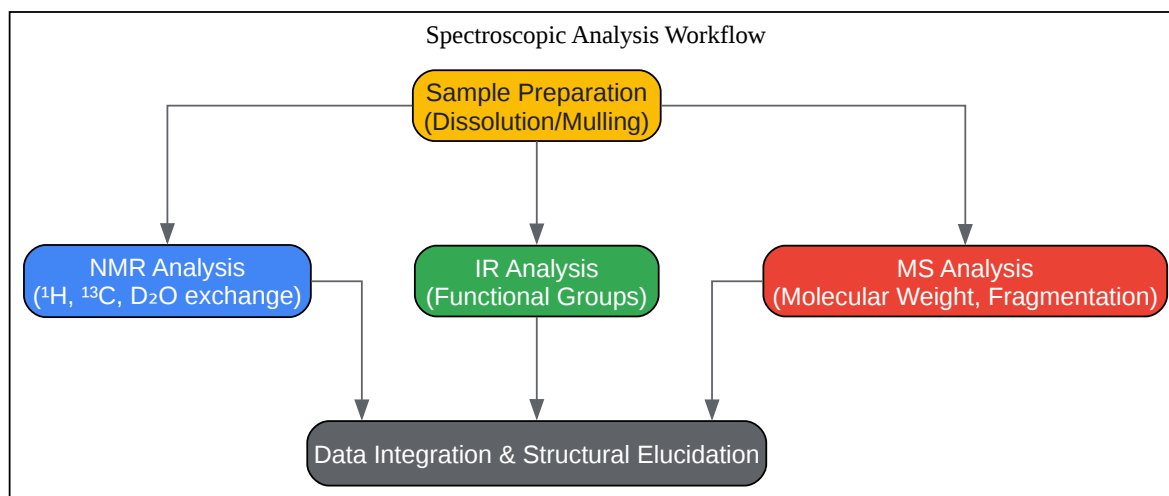 Spectroscopic Analysis Workflow
Sample Preparation
(Dissolution/Mulling)
NMR Analysis
(¹H, ¹³C, D₂O exchange)
IR Analysis
(Functional Groups)
MS Analysis
(Molecular Weight, Fragmentation)
Data Integration & Structural Elucidation